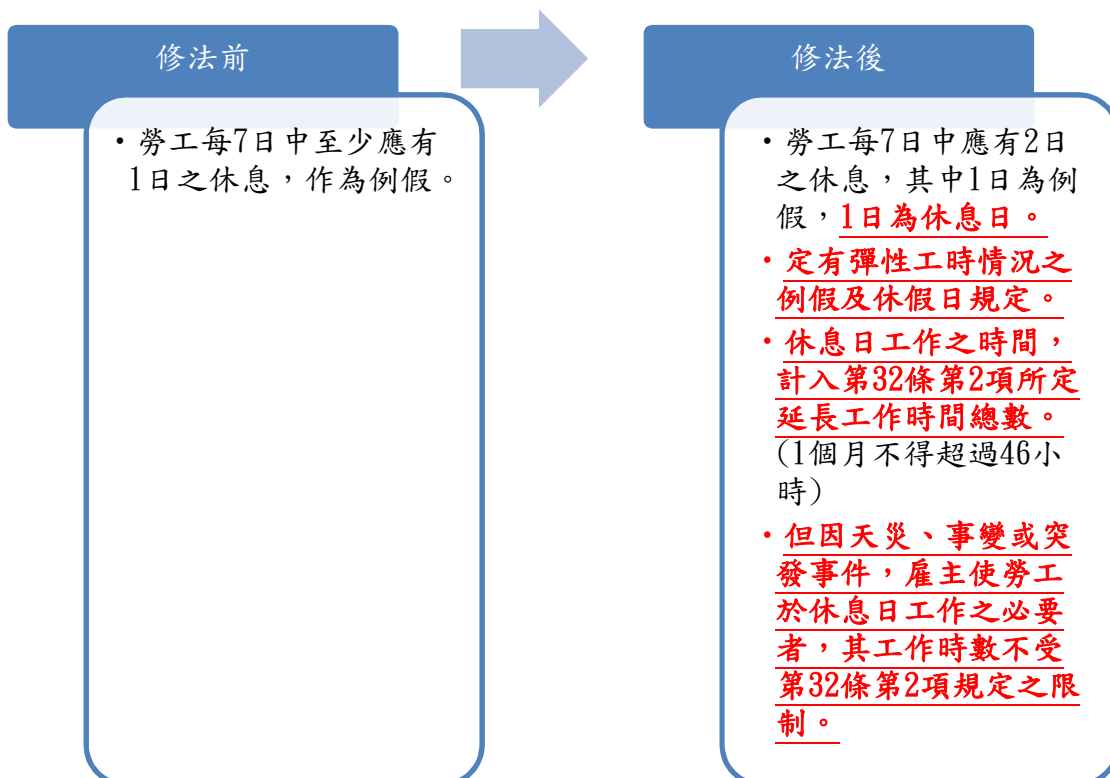 修法前
・勞工每7日中至少應有
1日之休息，作為例假。
修法後
・勞工每7日中應有2日
之休息，其中1日為例
假，1日為休息日。
・定有彈性工時情況之
例假及休假日規定。
・休息日工作之時間，
計入第32條第2項所定
延長工作時間總數。
(1個月不得超過46小
時)
・但因天災、事變或突
發事件，雇主使勞工
於休息日工作之必要
者，其工作時數不受
第32條第2項規定之限
制。